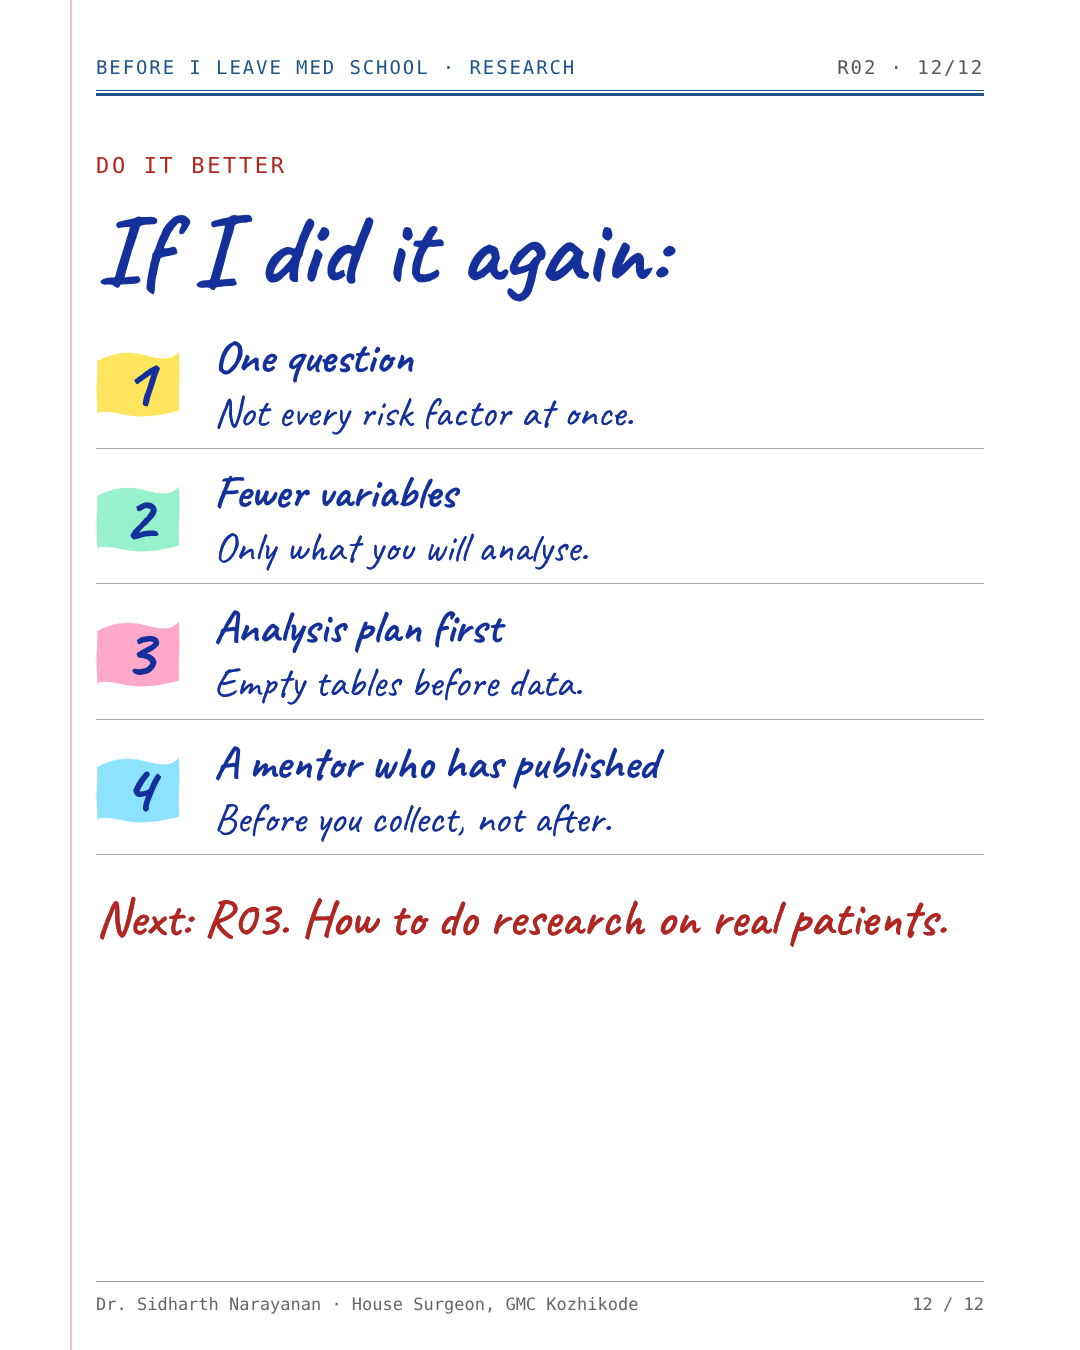 BEFORE I LEAVE MED SCHOOL · RESEARCH R02 · 12/12
DO IT BETTER
If I did it again:
1 One question
Not every risk factor at once.
2 Fewer variables
Only what you will analyse.
3 Analysis plan first
Empty tables before data.
4 A mentor who has published
Before you collect, not after.
Next: R03. How to do research on real patients.
Dr. Sidharth Narayanan · House Surgeon, GMC Kozhikode 12 / 12